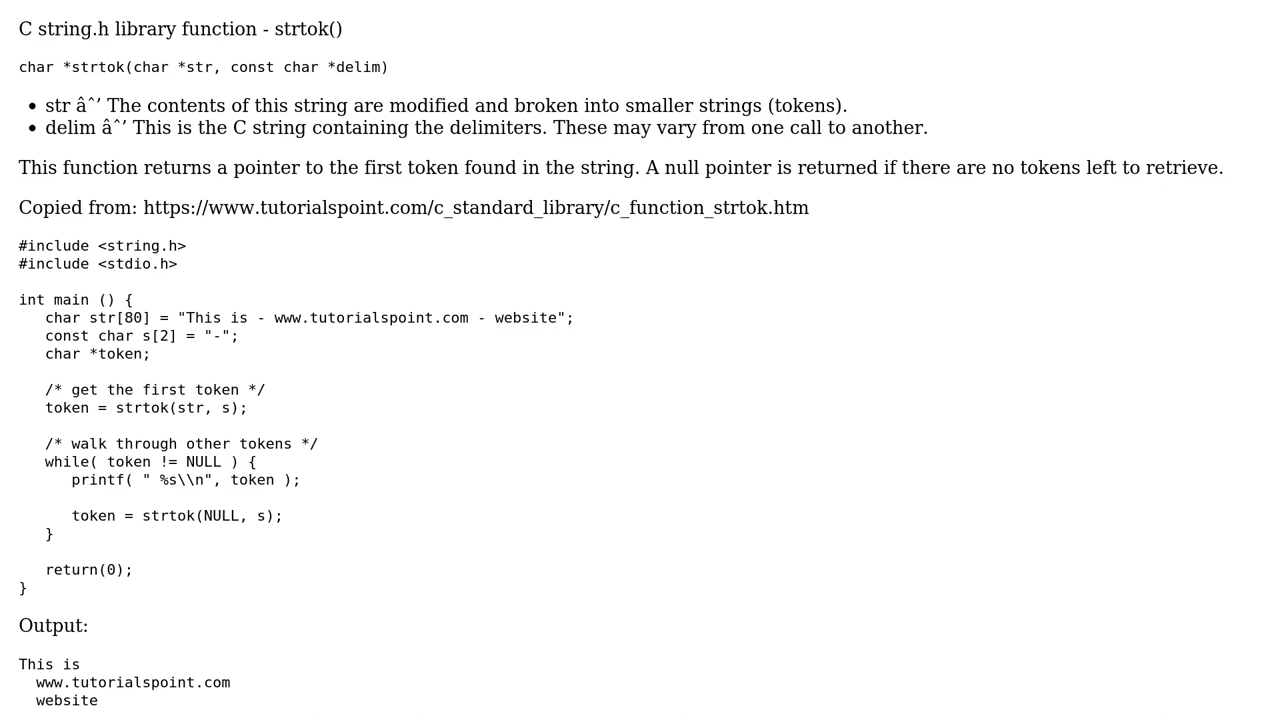 C string.h library function - strtok()
char *strtok(char *str, const char *delim)
• str âˆ’ The contents of this string are modified and broken into smaller strings (tokens).
• delim âˆ’ This is the C string containing the delimiters. These may vary from one call to another.
This function returns a pointer to the first token found in the string. A null pointer is returned if there are no tokens left to retrieve.
Copied from: https://www.tutorialspoint.com/c_standard_library/c_function_strtok.htm
#include <string.h>
#include <stdio.h>
int main () {
   char str[80] = "This is - www.tutorialspoint.com - website";
   const char s[2] = "-";
   char *token;
   /* get the first token */
   token = strtok(str, s);
   /* walk through other tokens */
   while( token != NULL ) {
      printf( " %s\\n", token );
      token = strtok(NULL, s);
   }
   return(0);
}
Output:
This is
  www.tutorialspoint.com
  website